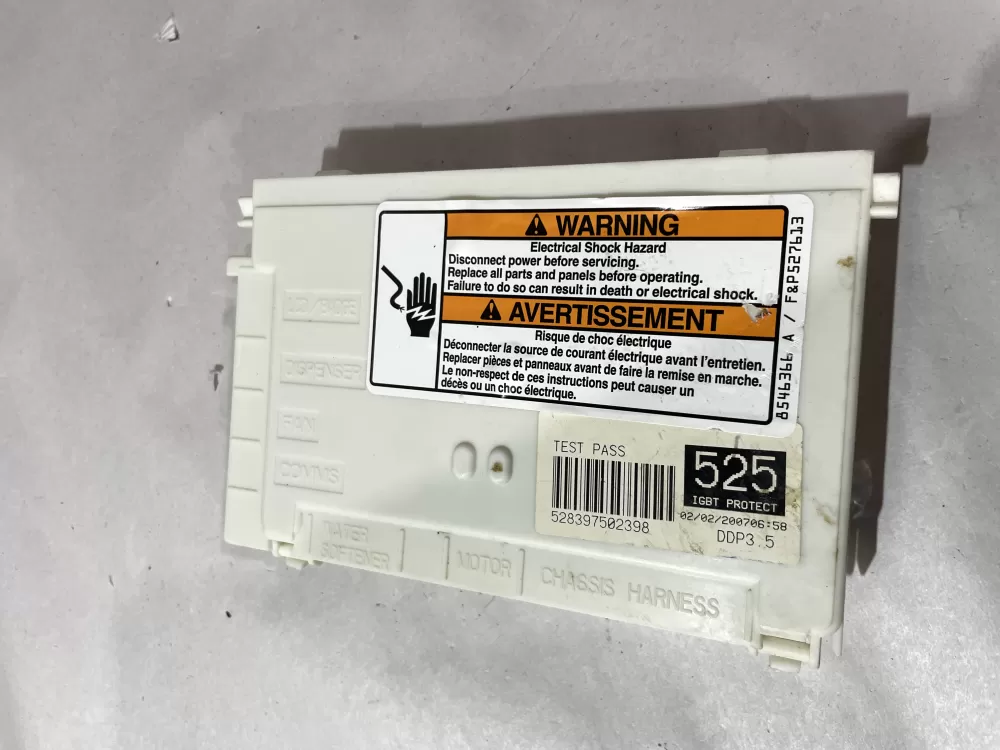 WARNING
Electrical Shock Hazard
Disconnect power before servicing.
Replace all parts and panels before operating.
Failure to do so can result in death or electrical shock.
AVERTISSEMENT
Risque de choc électrique
Déconnecter la source de courant électrique avant l'entretien.
Replacer pièces et panneaux avant de faire la remise en marche.
Le non-respect de ces instructions peut causer un
décès ou un choc électrique.
8546366 A / F&P527613
DISPENSER
FAN
COMMS
TEST PASS
528397502398
525
IGBT PROTECT
02/02/200706:58
DDP3.5
WATER
SOFTENER
MOTOR
CHASSIS HARNESS